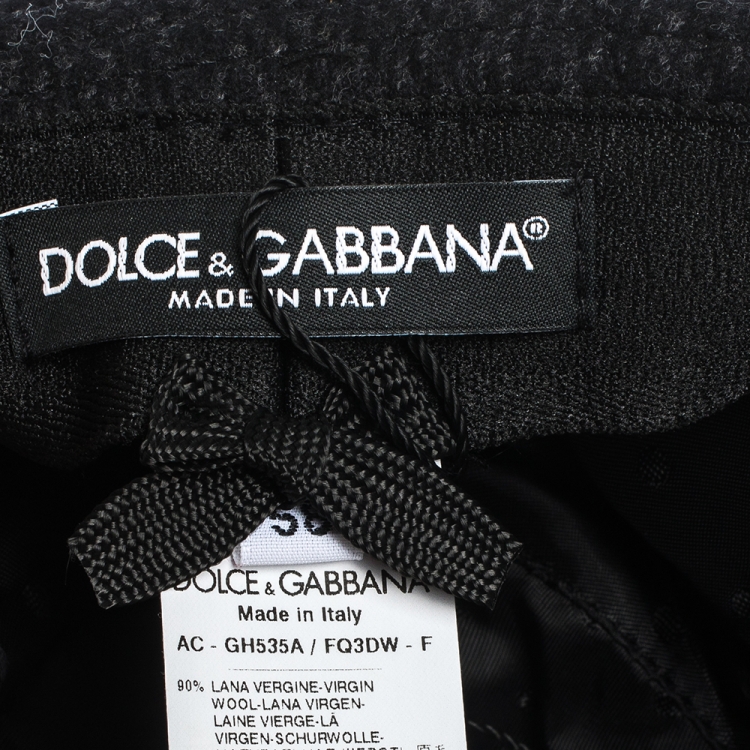 DOLCE & GABBANA®
MADE IN ITALY
DOLCE & GABBANA
Made in Italy
AC - GH535A / FQ3DW - F
90% LANA VERGINE-VIRGIN
WOOL-LANA VIRGEN-
LAINE VIERGE-LÃ
VIRGEN-SCHURWOLLE-